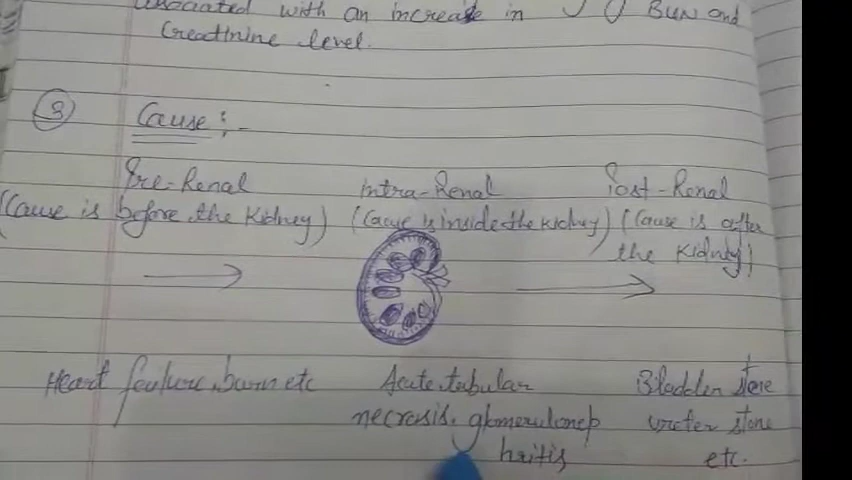 associated with an increase in BUN and
Creatinine level.
3 Cause :-
Pre-Renal intra-Renal Post-Renal
(Cause is before the Kidney) (Cause is inside the kidney) (Cause is after
the Kidney)
Heart failure, burn etc Acute tubular Bladder stone
necrosis, glomerulonep ureter stone
hritis etc.